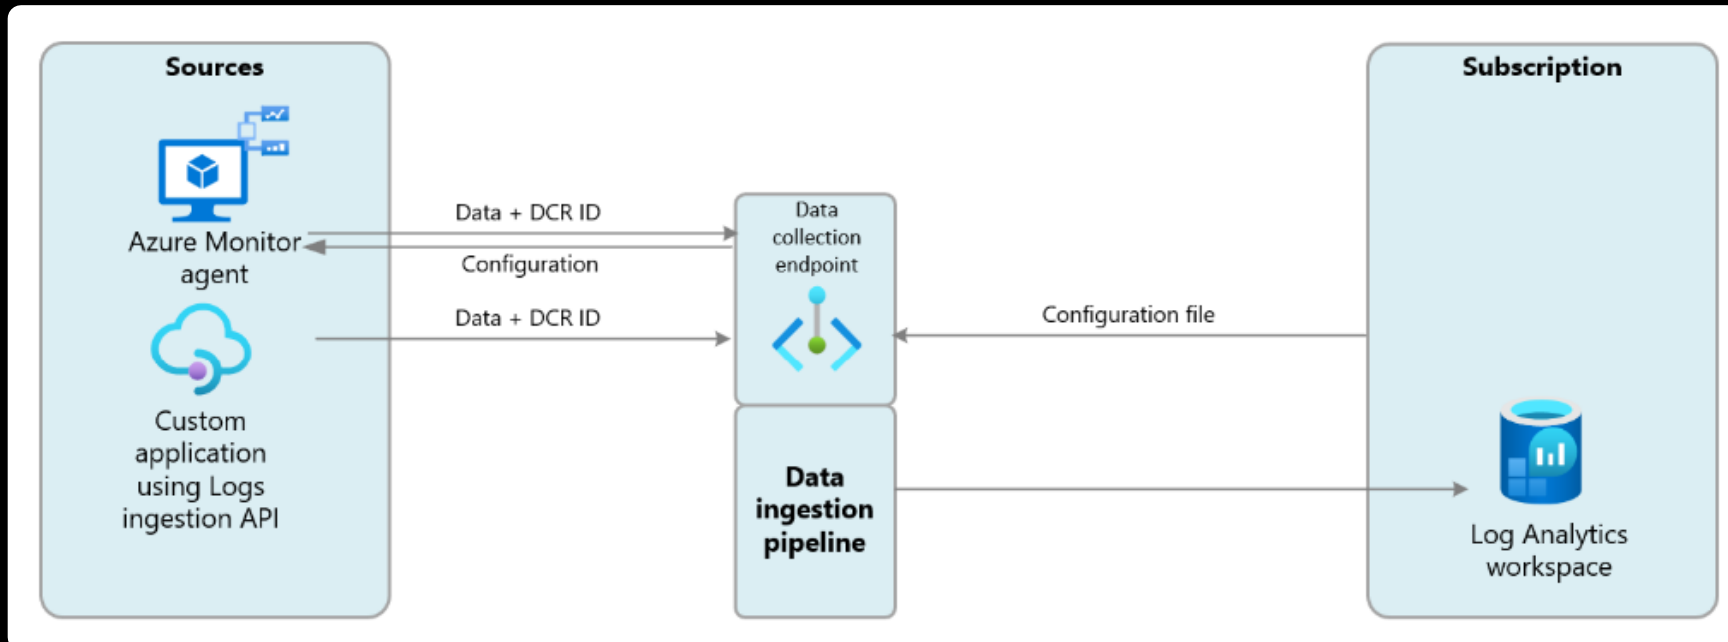 Sources
Azure Monitor
agent
Custom
application
using Logs
ingestion API
Data + DCR ID
Configuration
Data + DCR ID
Data
collection
endpoint
Data
ingestion
pipeline
Configuration file
Subscription
Log Analytics
workspace